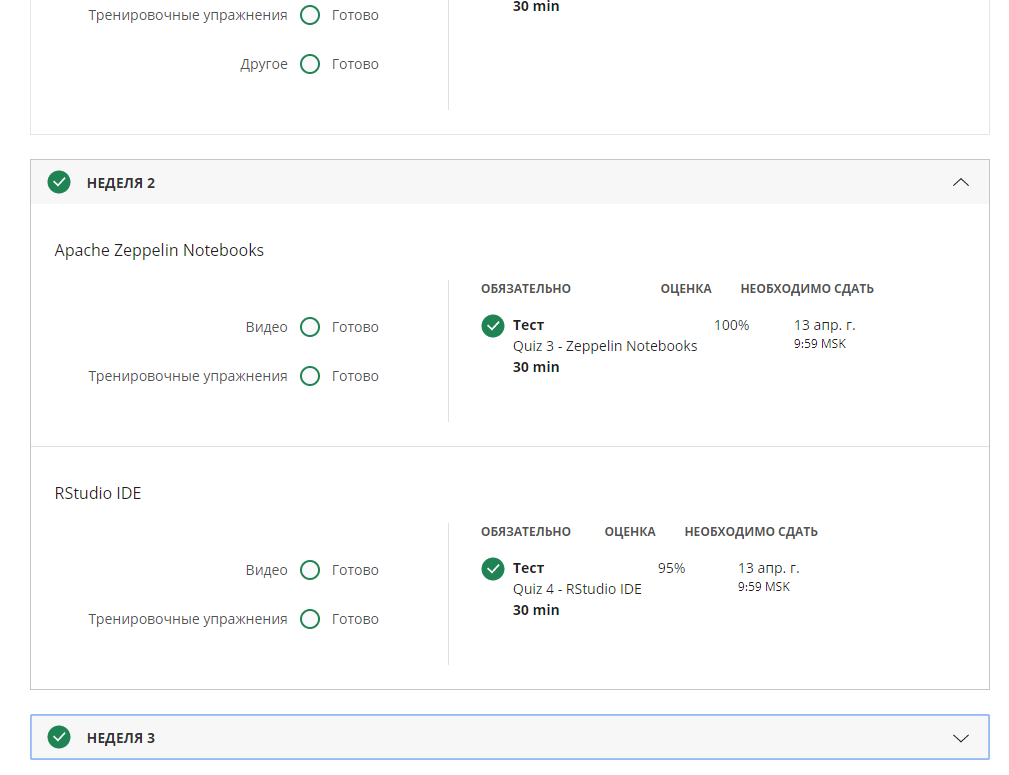 Тренировочные упражнения Готово
30 min
Другое Готово
НЕДЕЛЯ 2
Apache Zeppelin Notebooks
ОБЯЗАТЕЛЬНО ОЦЕНКА НЕОБХОДИМО СДАТЬ
Видео Готово
Тест 100% 13 апр. г.
Quiz 3 - Zeppelin Notebooks 9:59 MSK
30 min
Тренировочные упражнения Готово
RStudio IDE
ОБЯЗАТЕЛЬНО ОЦЕНКА НЕОБХОДИМО СДАТЬ
Видео Готово
Тест 95% 13 апр. г.
Quiz 4 - RStudio IDE 9:59 MSK
30 min
Тренировочные упражнения Готово
НЕДЕЛЯ 3